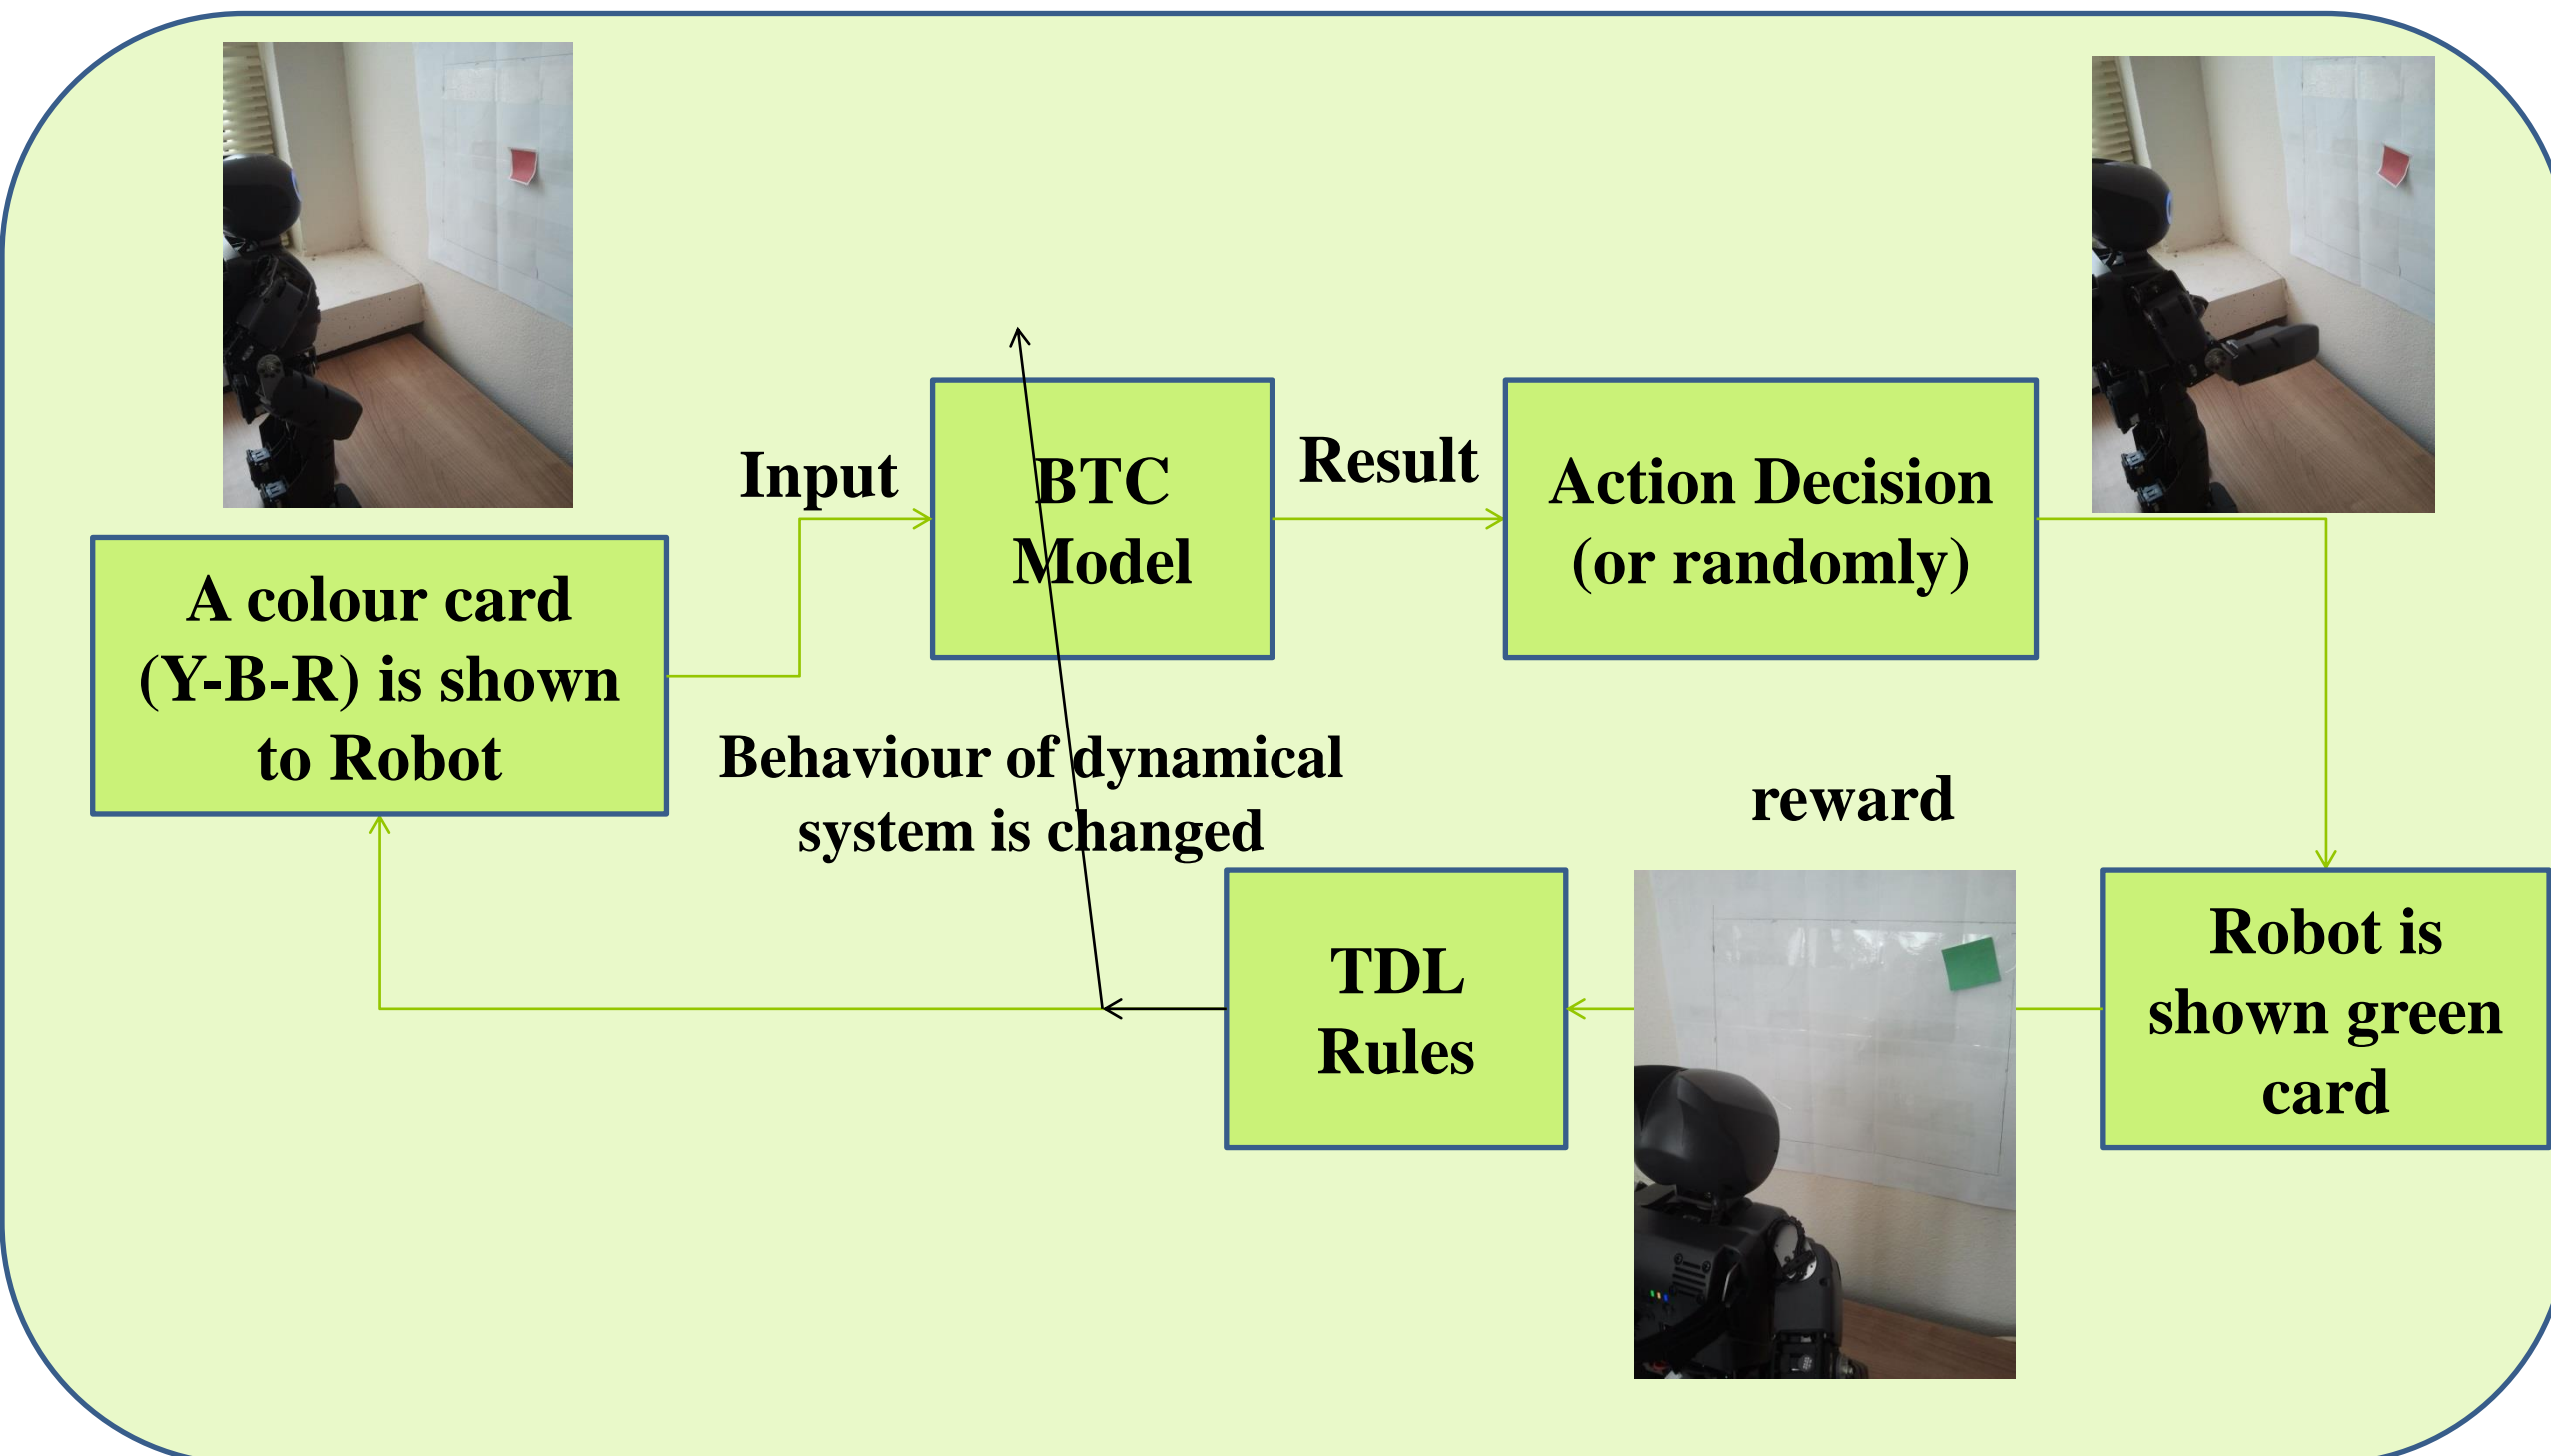 Input
BTC
Model
Result
Action Decision
(or randomly)
A colour card
(Y-B-R) is shown
to Robot
Behaviour of dynamical
system is changed
reward
TDL
Rules
Robot is
shown green
card